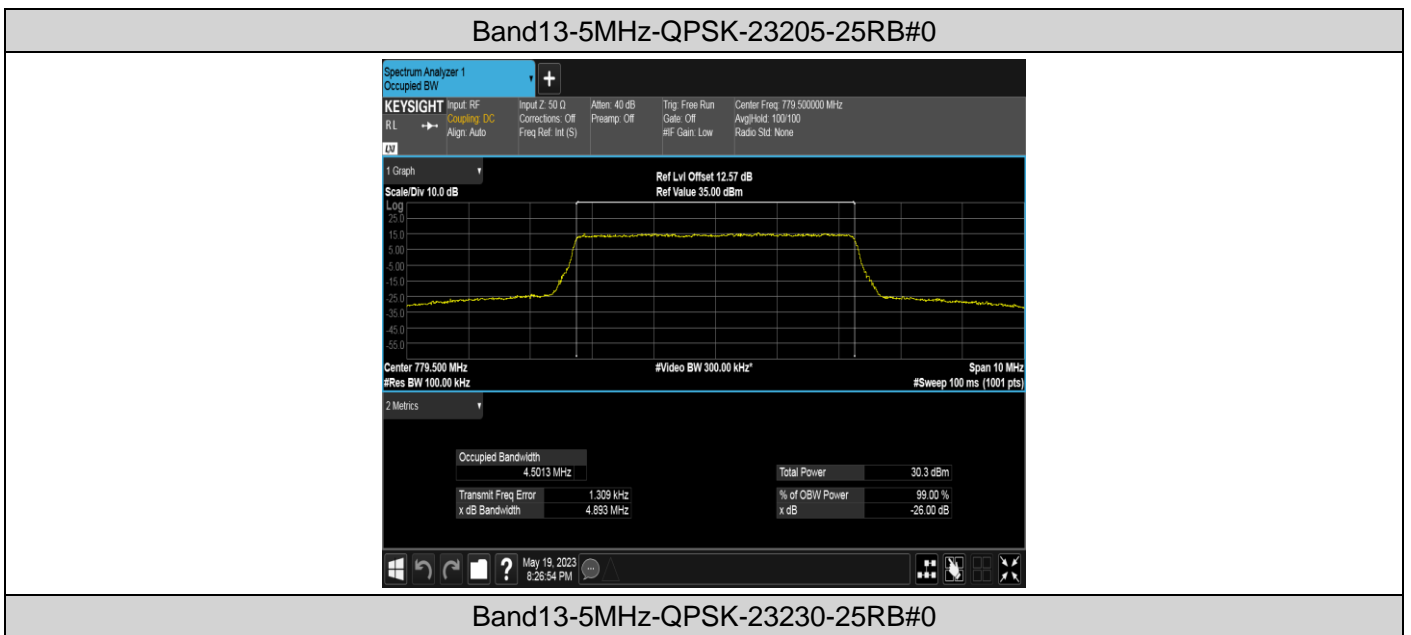 Band13-5MHz-QPSK-23205-25RB#0
Spectrum Analyzer 1
Occupied BW
+
KEYSIGHT Input: RF Input Z: 50 Ω Atten: 40 dB Trig: Free Run Center Freq: 779.500000 MHz
RL Coupling: DC Corrections: Off Preamp: Off Gate: Off Avg|Hold: 100/100
Align: Auto Freq Ref: Int (S) #IF Gain: Low Radio Std: None
LXI
1 Graph
Ref Lvl Offset 12.57 dB
Scale/Div 10.0 dB Ref Value 35.00 dBm
Log
25.0
15.0
5.00
-5.00
-15.0
-25.0
-35.0
-45.0
-55.0
Center 779.500 MHz #Video BW 300.00 kHz* Span 10 MHz
#Res BW 100.00 kHz #Sweep 100 ms (1001 pts)
2 Metrics
Occupied Bandwidth
4.5013 MHz Total Power 30.3 dBm
Transmit Freq Error 1.309 kHz % of OBW Power 99.00 %
x dB Bandwidth 4.893 MHz x dB -26.00 dB
? May 19, 2023
8:26:54 PM
Band13-5MHz-QPSK-23230-25RB#0